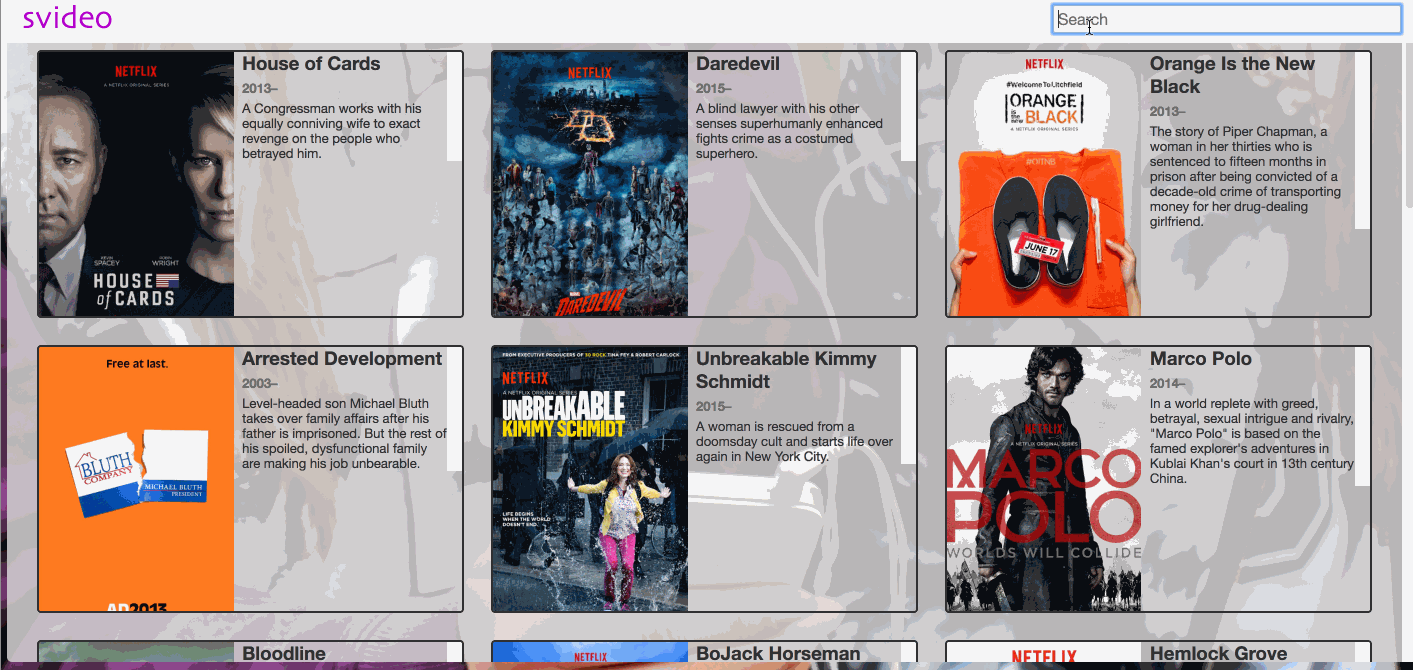 svideo
Search
NETFLIX
A NETFLIX ORIGINAL SERIES
KEVIN SPACEY
ROBIN WRIGHT
HOUSE
of CARDS
House of Cards
2013–
A Congressman works with his
equally conniving wife to exact
revenge on the people who
betrayed him.
NETFLIX
DD
DAREDEVIL
Daredevil
2015–
A blind lawyer with his other
senses superhumanly enhanced
fights crime as a costumed
superhero.
NETFLIX
#WelcomeToLitchfield
ORANGE
is the new BLACK
A NETFLIX ORIGINAL SERIES
#OITNB
JUNE 17
Orange Is the New
Black
2013–
The story of Piper Chapman, a
woman in her thirties who is
sentenced to fifteen months in
prison after being convicted of a
decade-old crime of transporting
money for her drug-dealing
girlfriend.
Free at last.
BLUTH
COMPANY
MICHAEL BLUTH
PRESIDENT
AD2013
Arrested Development
2003–
Level-headed son Michael Bluth
takes over family affairs after his
father is imprisoned. But the rest of
his spoiled, dysfunctional family
are making his job unbearable.
FROM EXECUTIVE PRODUCERS OF 30 ROCK TINA FEY & ROBERT CARLOCK
NETFLIX
A NETFLIX ORIGINAL SERIES
UNBREAKABLE
KIMMY SCHMIDT
LIFE BEGINS
WHEN THE WORLD
DOESN'T END.
Unbreakable Kimmy
Schmidt
2015–
A woman is rescued from a
doomsday cult and starts life over
again in New York City.
NETFLIX
A NETFLIX ORIGINAL SERIES
MARCO
POLO
WORLDS WILL COLLIDE
Marco Polo
2014–
In a world replete with greed,
betrayal, sexual intrigue and rivalry,
"Marco Polo" is based on the
famed explorer's adventures in
Kublai Khan's court in 13th century
China.
Bloodline
NETFLIX
BoJack Horseman
NETFLIX
Hemlock Grove